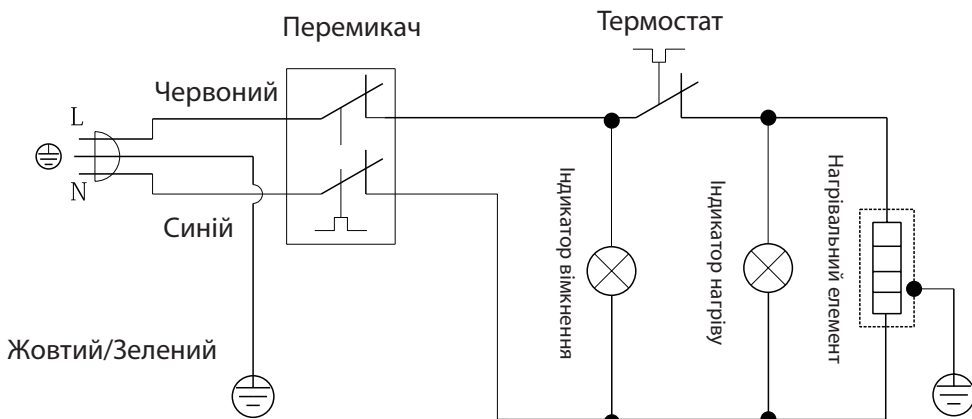 Перемикач
Термостат
Червоний
L
N
Синій
Жовтий/Зелений
Індикатор вімкнення
Індикатор нагріву
Нагрівальний елемент